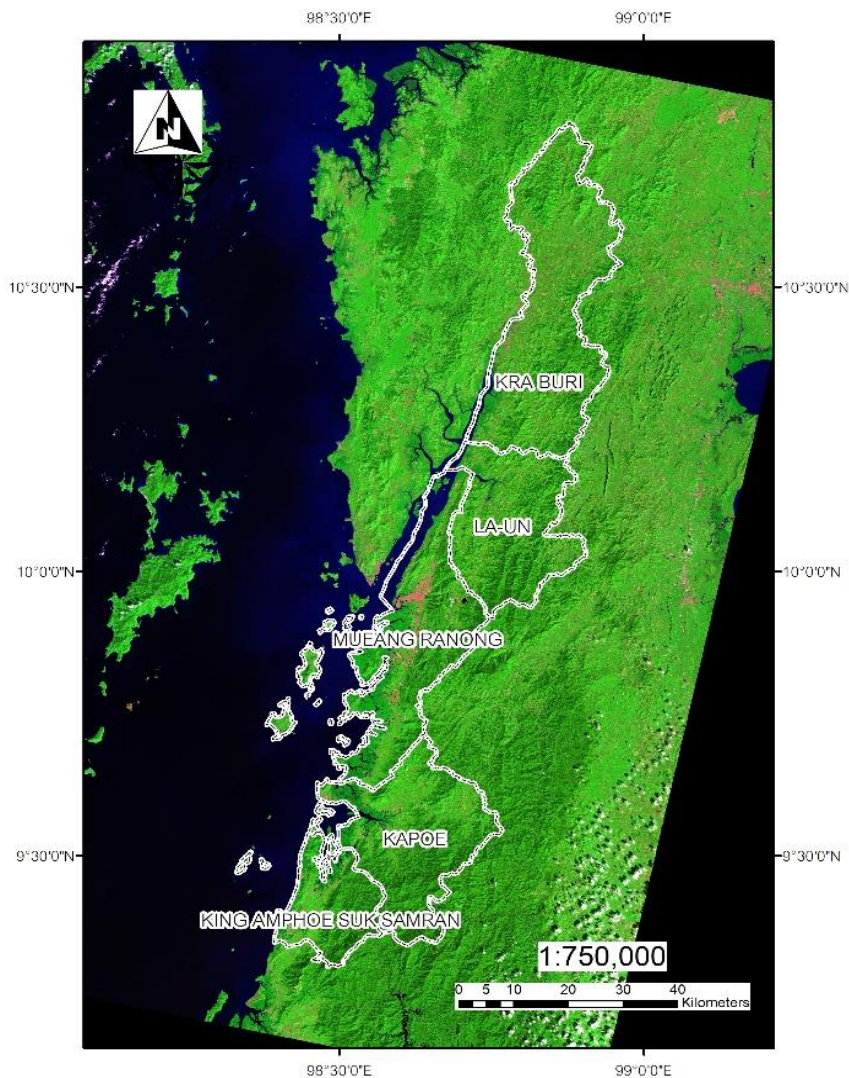 98°30'0"E 99°0'0"E
N
10°30'0"N 10°30'0"N
KRA BURI
LA-UN
10°0'0"N 10°0'0"N
MUEANG RANONG
KAPOE
9°30'0"N 9°30'0"N
KING AMPHOE SUK SAMRAN
1:750,000
0 5 10 20 30 40
Kilometers
98°30'0"E 99°0'0"E